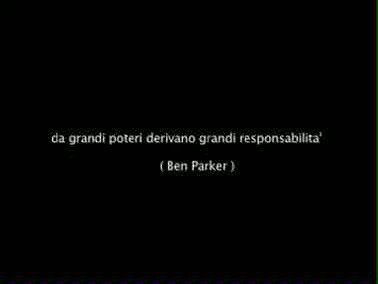 da grandi poteri derivano grandi responsabilita'
( Ben Parker )